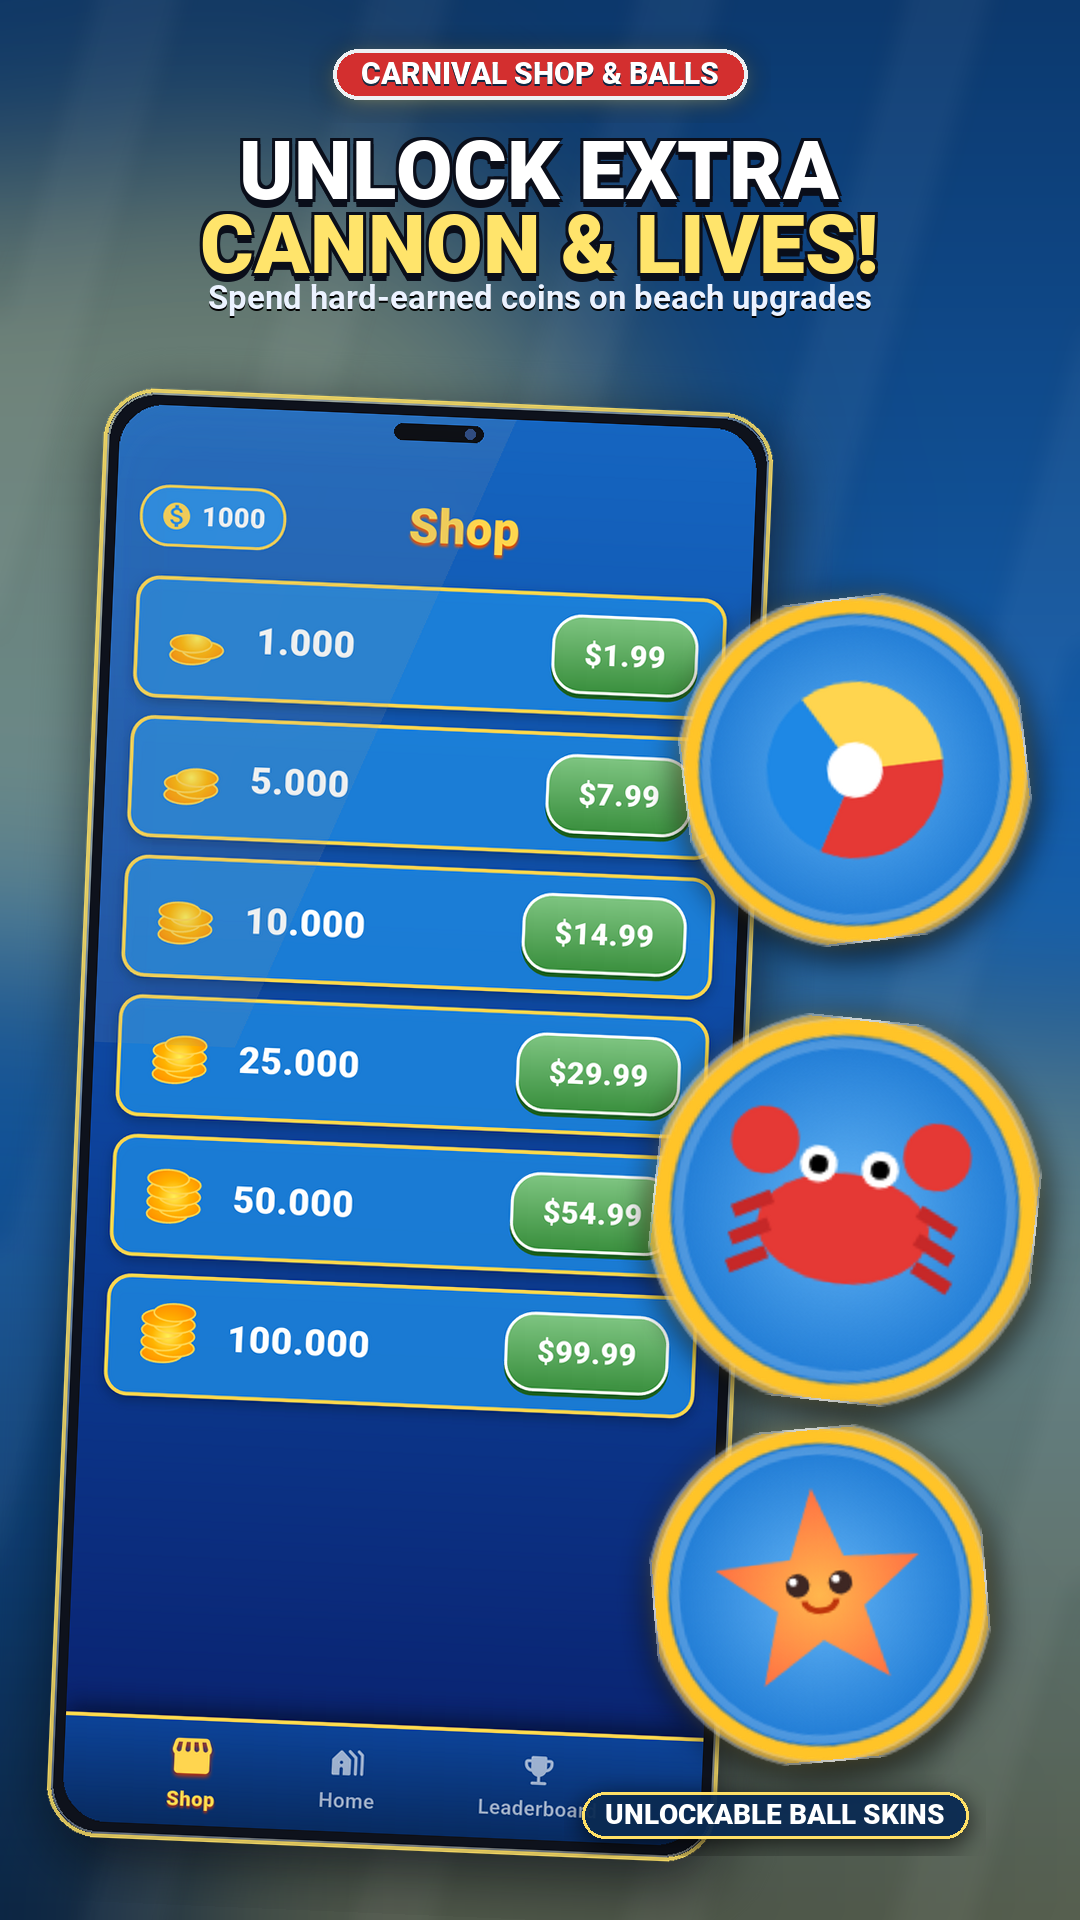 CARNIVAL SHOP & BALLS
UNLOCK EXTRA
CANNON & LIVES!
Spend hard-earned coins on beach upgrades
1000
Shop
1.000
$1.99
5.000
$7.99
10.000
$14.99
25.000
$29.99
50.000
$54.99
100.000
$99.99
Shop
Home
Leaderboar
UNLOCKABLE BALL SKINS